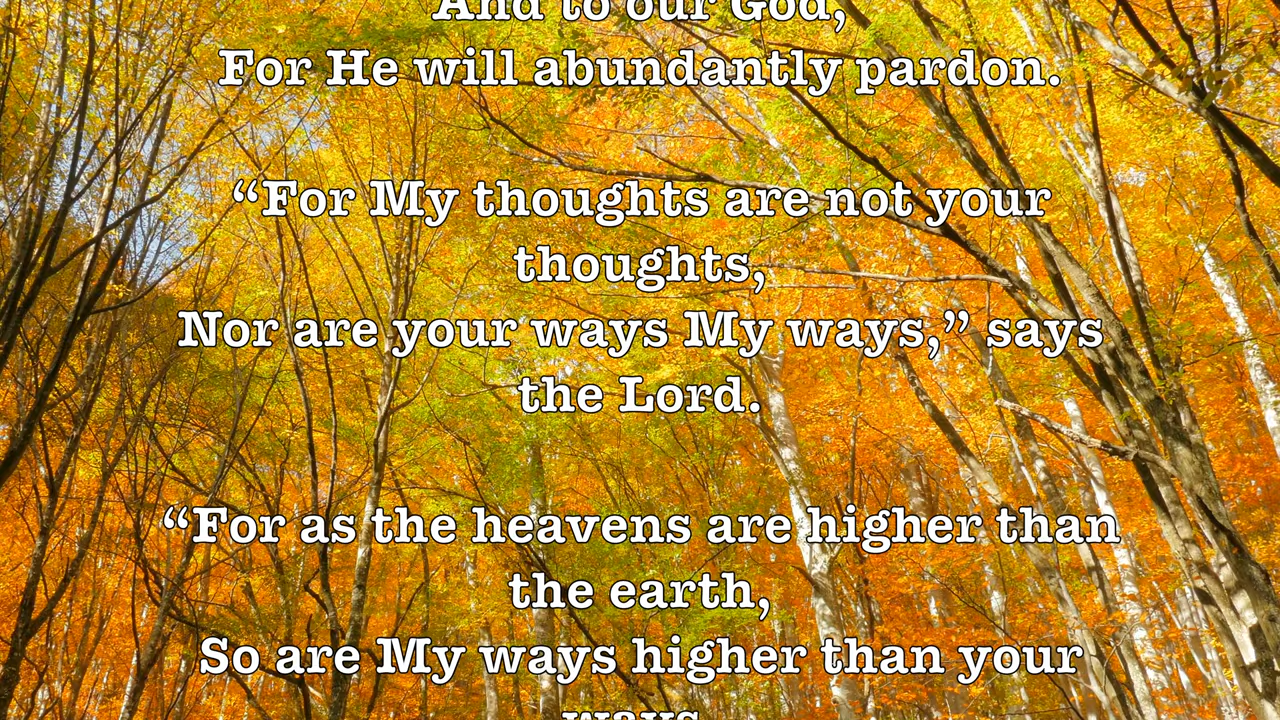 And to our God,
For He will abundantly pardon.
“For My thoughts are not your
thoughts,
Nor are your ways My ways,” says
the Lord.
“For as the heavens are higher than
the earth,
So are My ways higher than your
ways